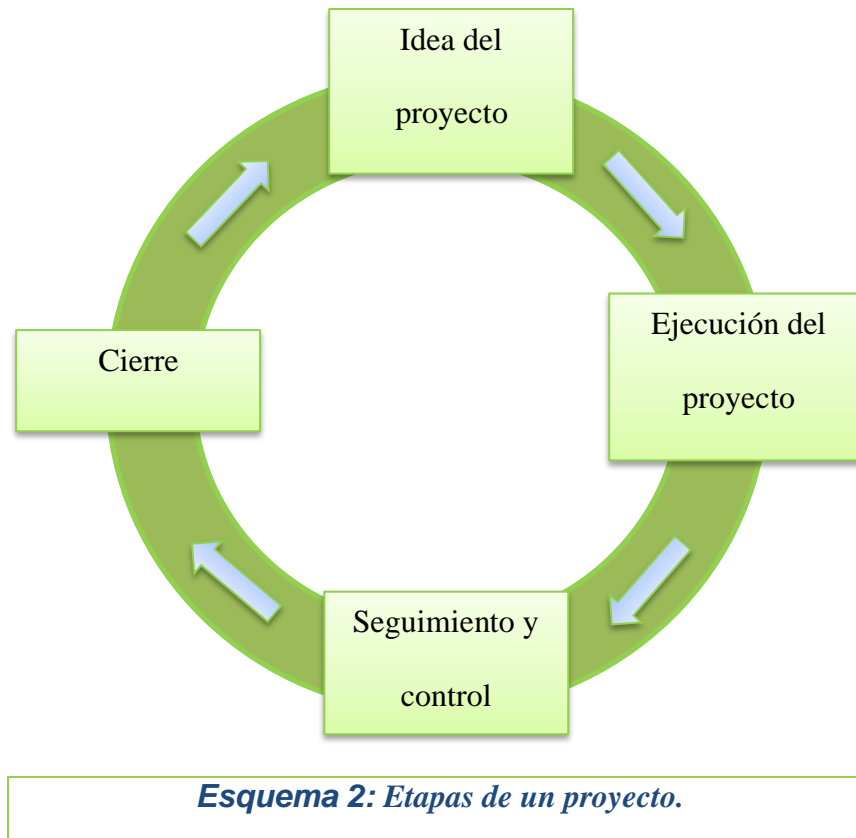 Idea del
proyecto
Ejecución del
proyecto
Cierre
Seguimiento y
control
Esquema 2: Etapas de un proyecto.